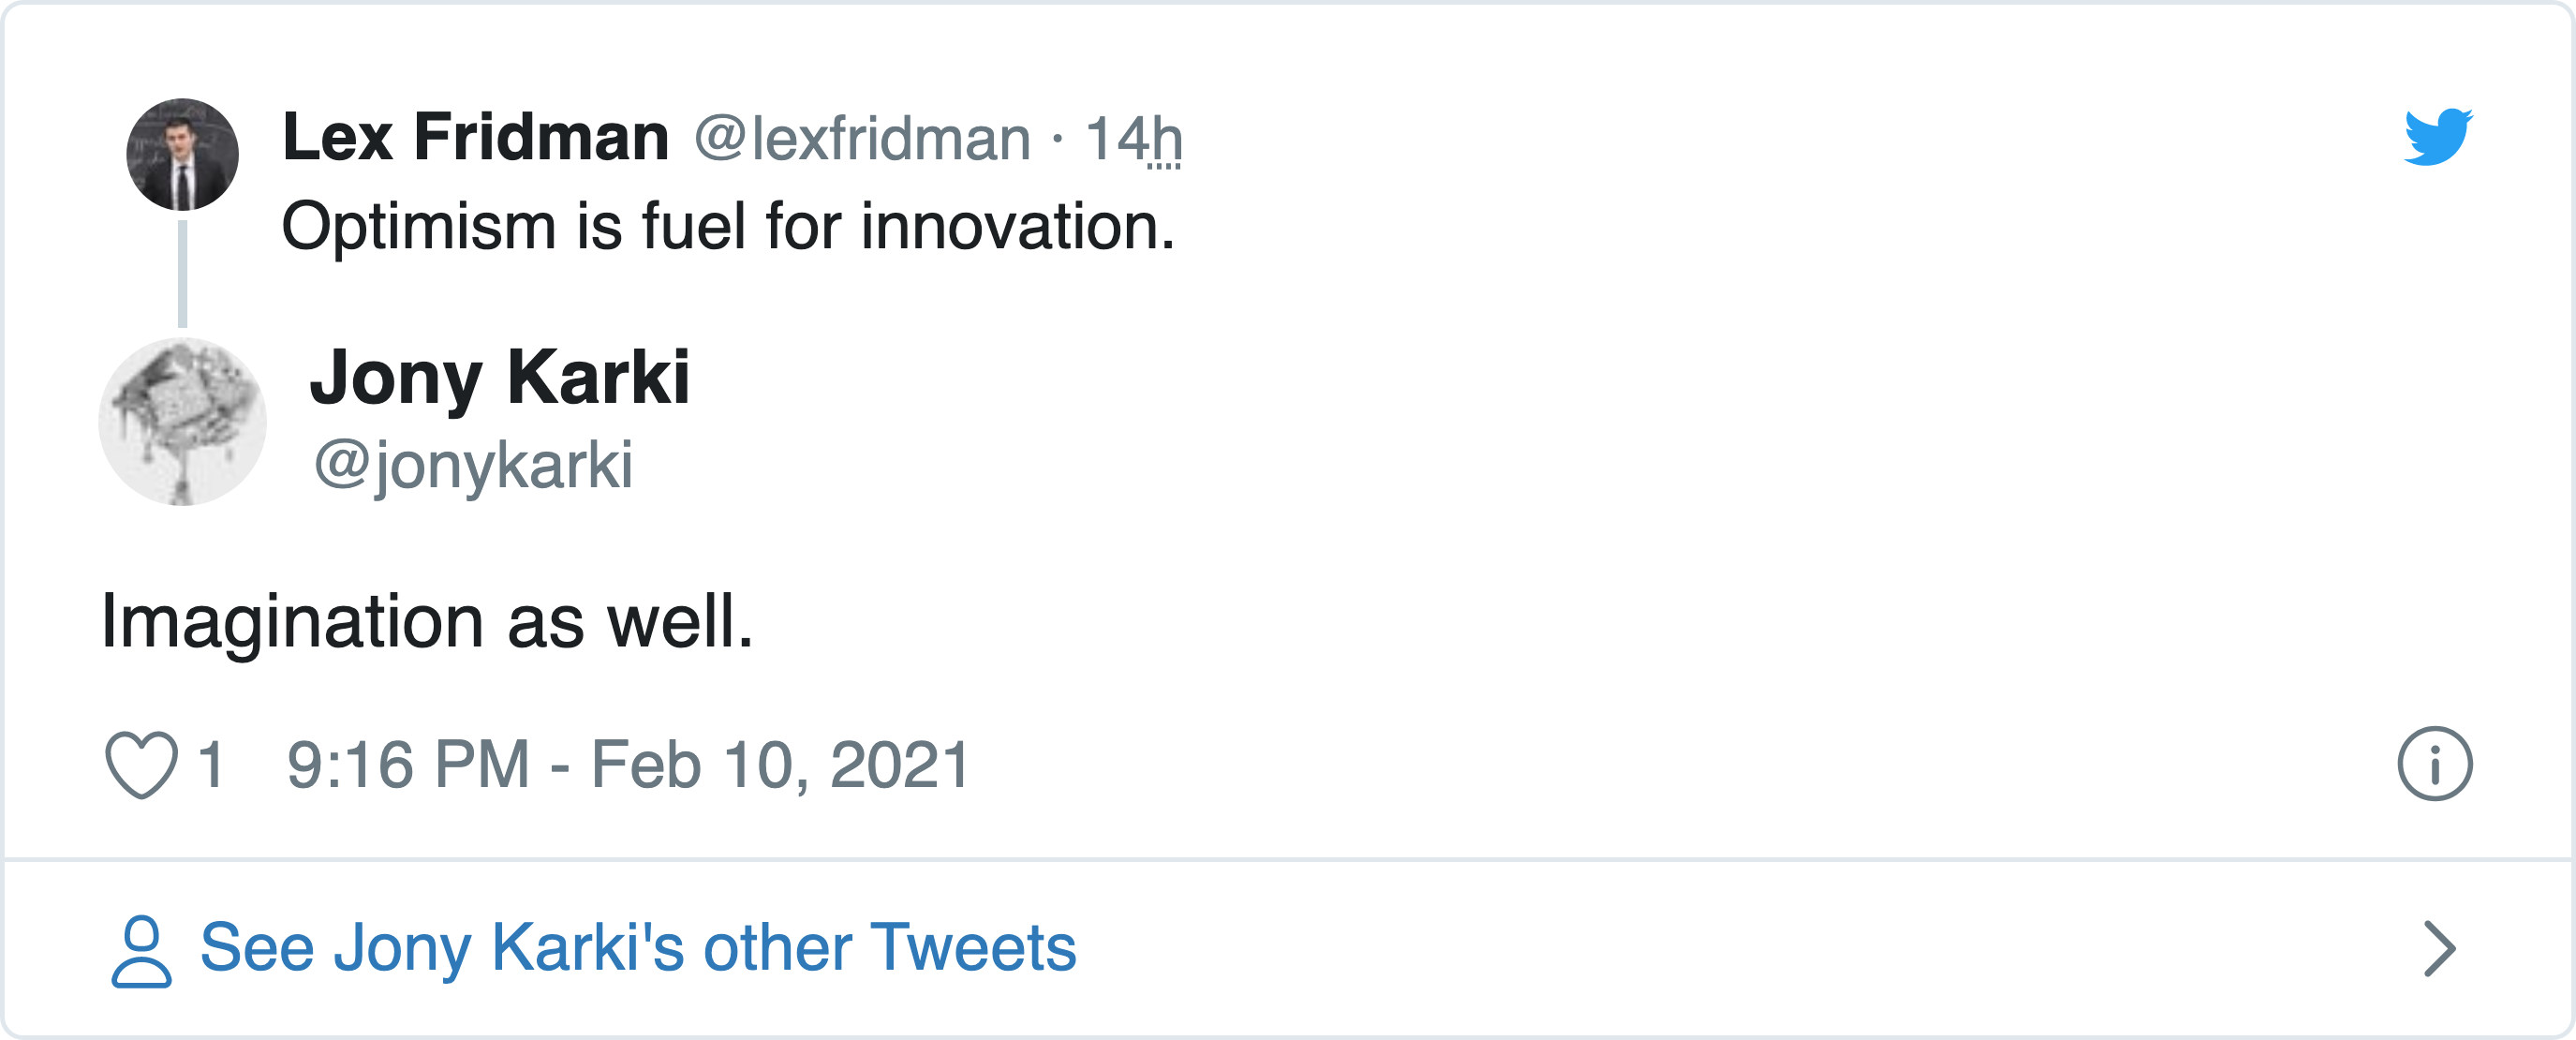 Lex Fridman @lexfridman · 14h
Optimism is fuel for innovation.
Jony Karki
@jonykarki
Imagination as well.
1 9:16 PM - Feb 10, 2021
See Jony Karki's other Tweets